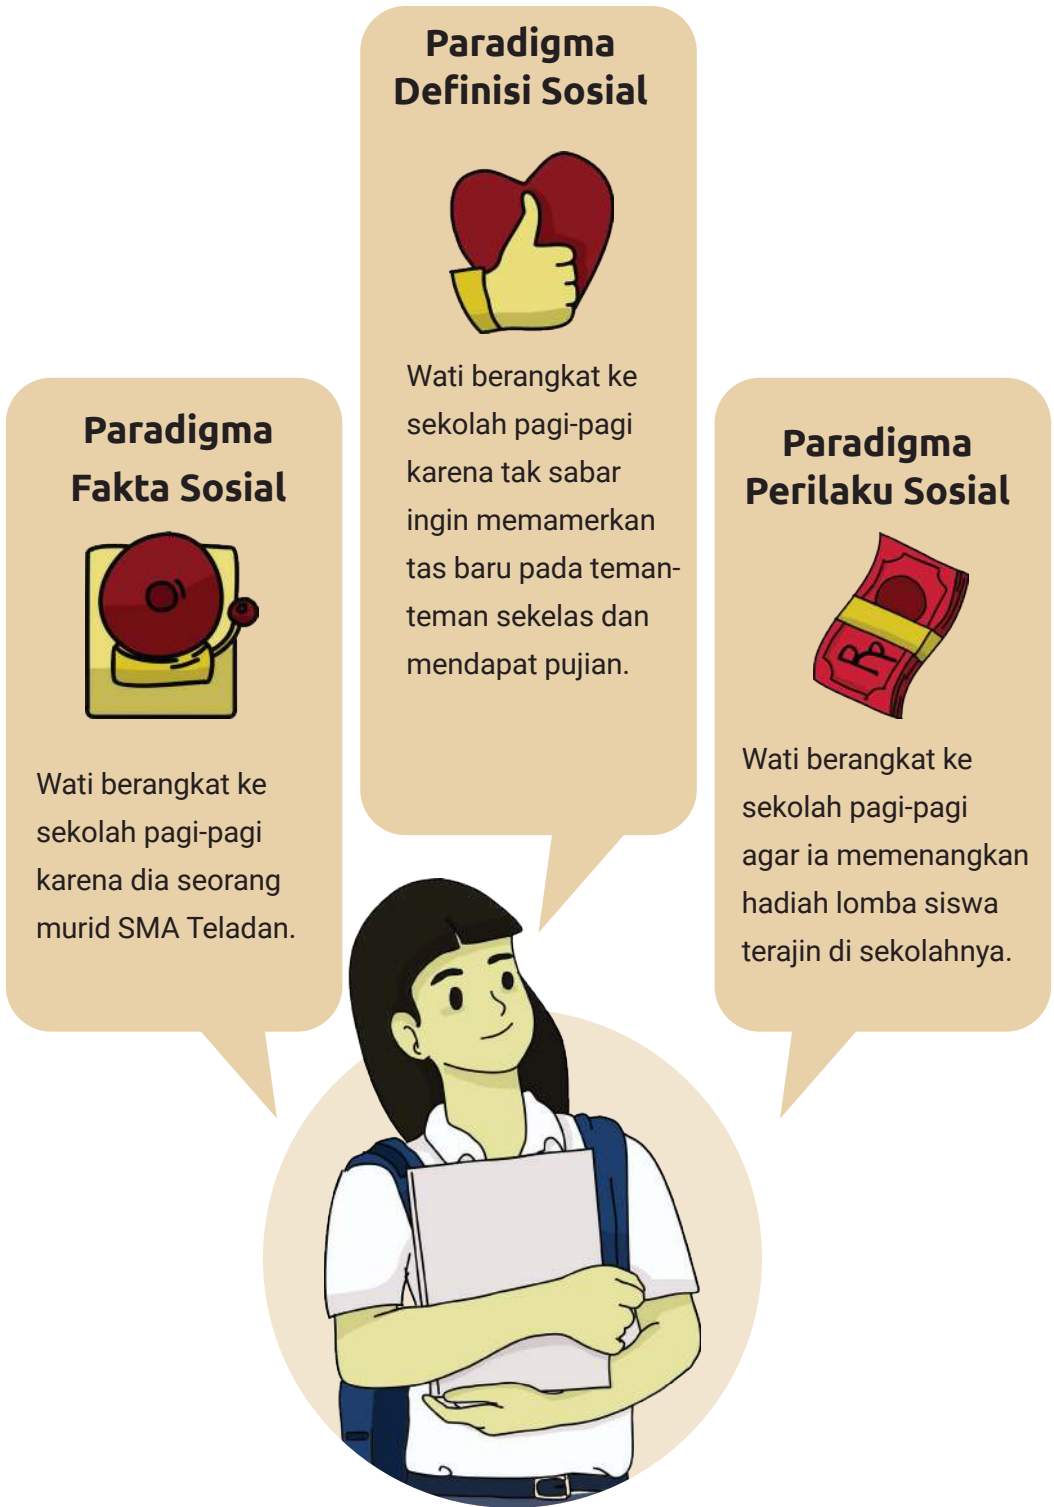 Paradigma
Definisi Sosial
Wati berangkat ke
sekolah pagi-pagi
karena tak sabar
ingin memamerkan
tas baru pada teman-
teman sekelas dan
mendapat pujian.
Paradigma
Fakta Sosial
Wati berangkat ke
sekolah pagi-pagi
karena dia seorang
murid SMA Teladan.
Paradigma
Perilaku Sosial
Rp
Wati berangkat ke
sekolah pagi-pagi
agar ia memenangkan
hadiah lomba siswa
terajin di sekolahnya.